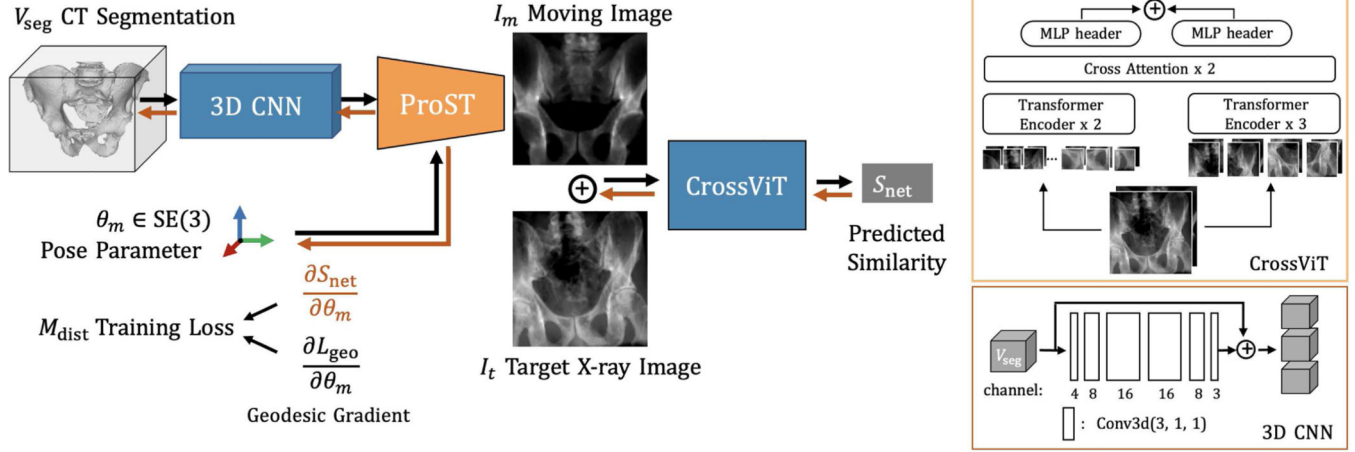 V_seg CT Segmentation
3D CNN
ProST
I_m Moving Image
θ_m ∈ SE(3)
Pose Parameter
CrossViT
S_net
Predicted
Similarity
∂S_net
∂θ_m
M_dist Training Loss
∂L_geo
∂θ_m
Geodesic Gradient
I_t Target X-ray Image
MLP header
MLP header
Cross Attention x 2
Transformer
Encoder x 2
Transformer
Encoder x 3
...
CrossViT
V_seg
channel:
4 8 16 16 8 3
: Conv3d(3, 1, 1)
3D CNN